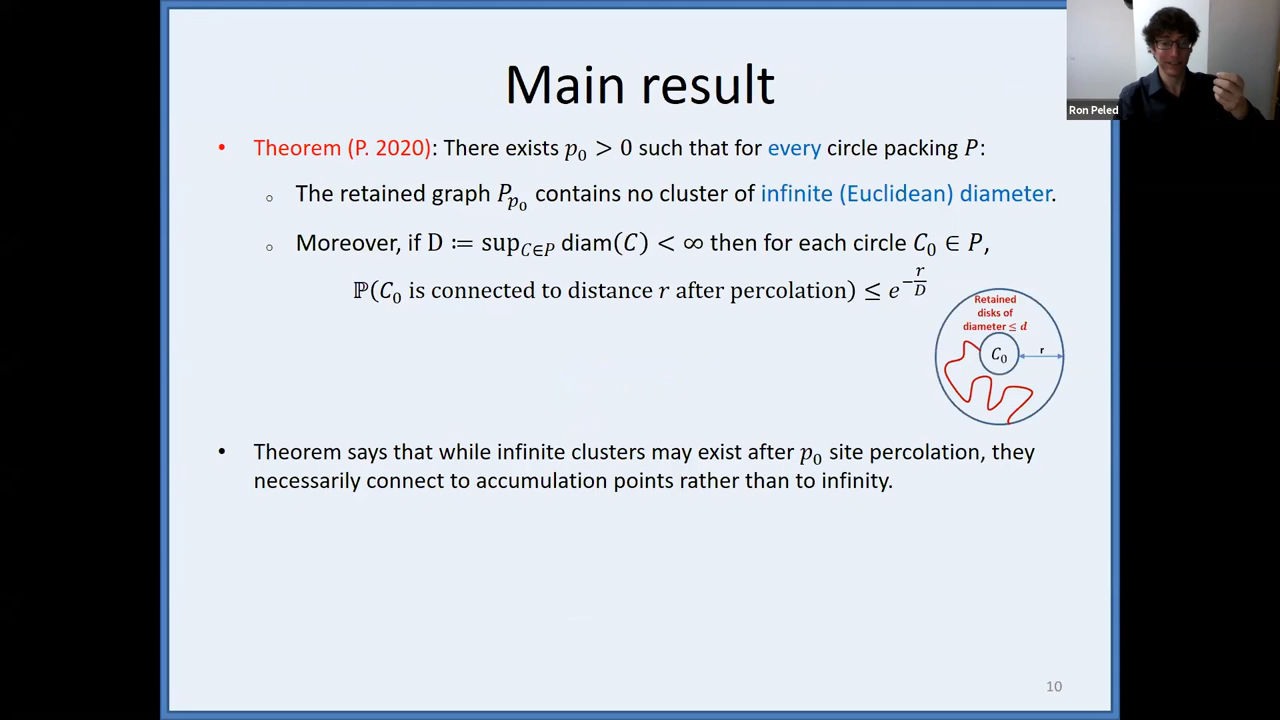 Main result
Ron Peled
• Theorem (P. 2020): There exists p₀ > 0 such that for every circle packing P:
○ The retained graph P_{p₀} contains no cluster of infinite (Euclidean) diameter.
○ Moreover, if D ≔ sup_{C∈P} diam(C) < ∞ then for each circle C₀ ∈ P,
ℙ(C₀ is connected to distance r after percolation) ≤ e^{−r/D}
Retained
disks of
diameter ≤ d
C₀
r
• Theorem says that while infinite clusters may exist after p₀ site percolation, they
necessarily connect to accumulation points rather than to infinity.
10